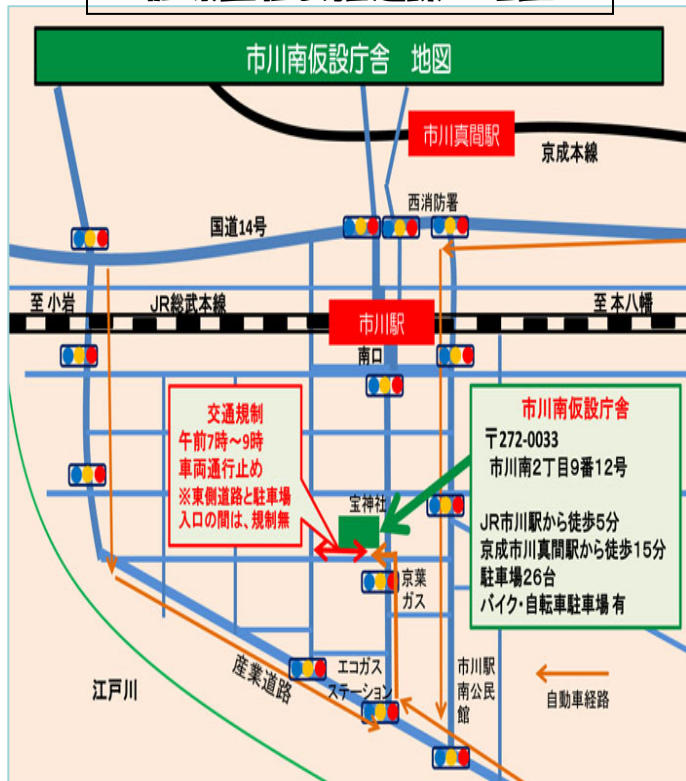 市川南仮設庁舎　地図
市川真間駅
京成本線
西消防署
国道14号
至 小岩
JR総武本線
至 本八幡
市川駅
南口
交通規制
午前7時～9時
車両通行止め
※東側道路と駐車場
入口の間は、規制無
市川南仮設庁舎
〒272-0033
市川南2丁目9番12号
JR市川駅から徒歩5分
京成市川真間駅から徒歩15分
駐車場26台
バイク・自転車駐車場 有
宝神社
京葉
ガス
エコガス
ステーション
産業道路
江戸川
市川駅
南公民
館
自動車経路